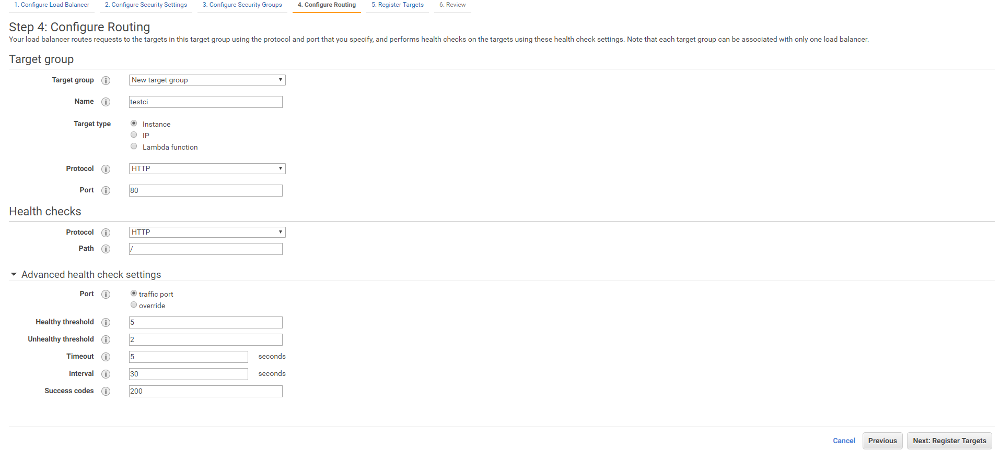 1. Configure Load Balancer 2. Configure Security Settings 3. Configure Security Groups 4. Configure Routing 5. Register Targets 6. Review
Step 4: Configure Routing
Your load balancer routes requests to the targets in this target group using the protocol and port that you specify, and performs health checks on the targets using these health check settings. Note that each target group can be associated with only one load balancer.
Target group
Target group i New target group
Name i testci
Target type Instance
IP
Lambda function
Protocol i HTTP
Port i 80
Health checks
Protocol i HTTP
Path i /
Advanced health check settings
Port i traffic port
override
Healthy threshold i 5
Unhealthy threshold i 2
Timeout i 5 seconds
Interval i 30 seconds
Success codes i 200
Cancel Previous Next: Register Targets